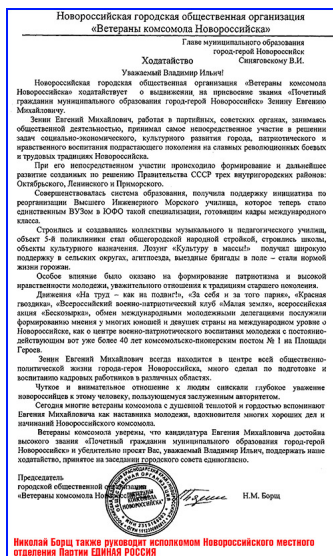 Новороссийская городская общественная организация
«Ветераны комсомола Новороссийска»
Главе муниципального образования
город-герой Новороссийск
Синяговскому В.И.
Ходатайство
Уважаемый Владимир Ильич!
Новороссийская городская общественная организация «Ветераны комсомола
Новороссийска» ходатайствует о выдвижении на присвоение звания «Почетный
гражданин муниципального образования город-герой Новороссийск» Зенину Евгению
Михайловичу.
Зенин Евгений Михайлович, работая в партийных, советских органах, занимаясь
общественной деятельностью, принимал самое непосредственное участие в решении
задач социально-экономического, культурного развития города, патриотического и
нравственного воспитания подрастающего поколения на славных революционных боевых
и трудовых традициях Новороссийска.
При его непосредственном участии происходило формирование и дальнейшее
развитие созданных по решению Правительства СССР трех внутригородских районов:
Октябрьского, Ленинского и Приморского.
Совершенствовалась система образования, получила поддержку инициатива по
реорганизации Высшего Инженерного Морского училища, которое теперь стало
единственным ВУЗом в ЮФО такой специализации, готовящим кадры международного
класса.
Строились и создавались коллективы музыкального и педагогического училищ,
объект 5-й поликлиники стал общегородской народной стройкой, строились школы,
объекты культурного назначения. Лозунг «Культуру в массы!» получил широкую
поддержку в сельских округах, агитпоезда, выездные бригады в поле – стали нормой
жизни горожан.
Особое влияние было оказано на формирование патриотизма и высокой
нравственности молодежи, уважительного отношения к традициям старшего поколения.
Движения «На труд – как на подвиг!», «За себя и за того парня», «Красная
гвоздика», «Всероссийский военно-патриотический клуб «Малая земля», всероссийская
акция «Бескозырка», обмен международными молодежными делегациями послужили
формированию мнения у многих юношей и девушек страны на международном уровне о
Новороссийске, как о центре военно-патриотического воспитания молодежи с постоянно-
действующим вот уже более 40 лет комсомольско-пионерским постом № 1 на Площади
Героев.
Зенин Евгений Михайлович всегда находится в центре всей общественно-
политической жизни города-героя Новороссийска, много сделал по подготовке и
воспитанию кадровых работников в различных областях.
Чуткое и внимательное отношение к людям снискали глубокое уважение
новороссийцев к этому человеку, пользующемуся заслуженным авторитетом.
Сегодня многие ветераны комсомола с душевной теплотой и гордостью вспоминают
Евгения Михайловича как наставника молодежи, вдохновителя многих хороших дел и
начинаний Новороссийского комсомола.
Ветераны комсомола уверены, что кандидатура Евгения Михайловича достойна
высокого звания «Почетный гражданин муниципального образования город-герой
Новороссийск» и убедительно просят Вас, уважаемый Владимир Ильич, поддержать наше
ходатайство, принятое на заседании городского совета единогласно.
Председатель
городской общественной
«Ветераны комсомола
Н.М. Борщ
ВЕТЕРАНЫ
КОМСОМОЛА
Николай Борщ также руководит исполкомом Новороссийского местного
отделения Партии ЕДИНАЯ РОССИЯ